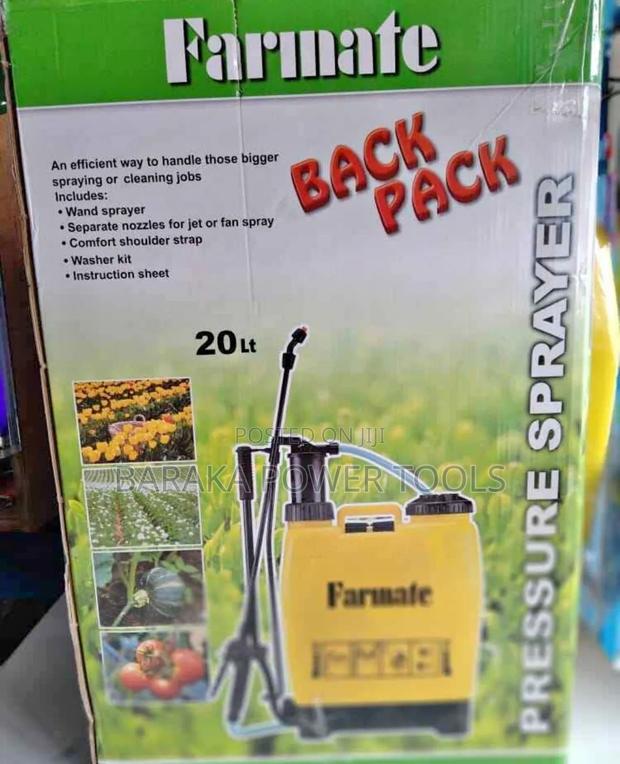 Farmate
BACK
PACK
An efficient way to handle those bigger
spraying or cleaning jobs
Includes:
• Wand sprayer
• Separate nozzles for jet or fan spray
• Comfort shoulder strap
• Washer kit
• Instruction sheet
20Lt
PRESSURE SPRAYER
POSTED ON JIJI
BARAKA POWER TOOLS
Farmate